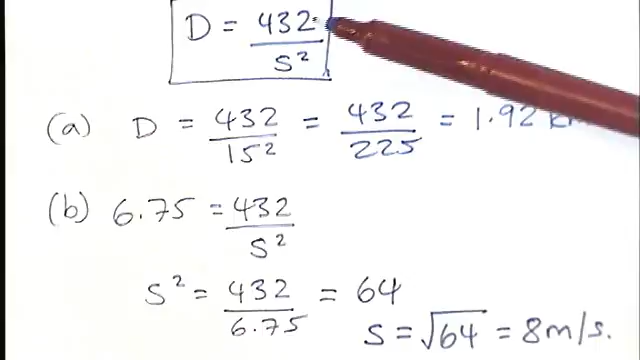 D = 432/s²
(a) D = 432/15² = 432/225 = 1.92 km
(b) 6.75 = 432/s²
s² = 432/6.75 = 64
s = √64 = 8m/s.